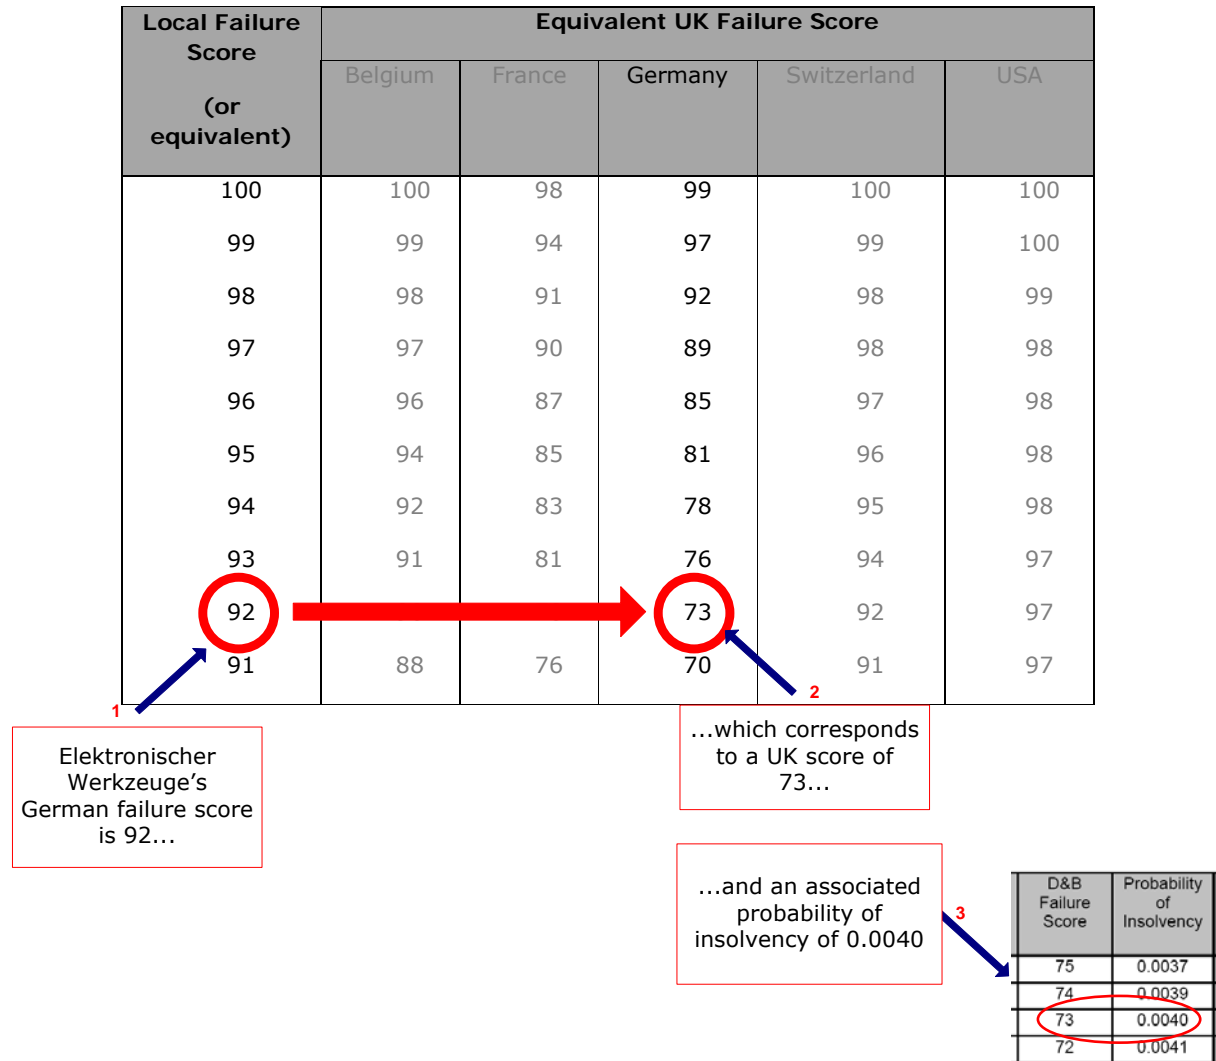 Local Failure Score (or equivalent) Equivalent UK Failure Score
Belgium France Germany Switzerland USA
100 100 98 99 100 100
99 99 94 97 99 100
98 98 91 92 98 99
97 97 90 89 98 98
96 96 87 85 97 98
95 94 85 81 96 98
94 92 83 78 95 98
93 91 81 76 94 97
92 73 92 97
91 88 76 70 91 97
1
Elektronischer
Werkzeuge's
German failure score
is 92...
2
...which corresponds
to a UK score of
73...
...and an associated
probability of
insolvency of 0.0040
3
D&B Failure Score Probability of Insolvency
75 0.0037
74 0.0039
73 0.0040
72 0.0041